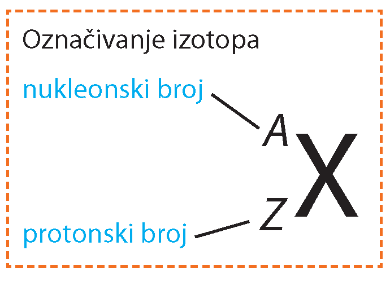 Označivanje izotopa
nukleonski broj
A
X
Z
protonski broj